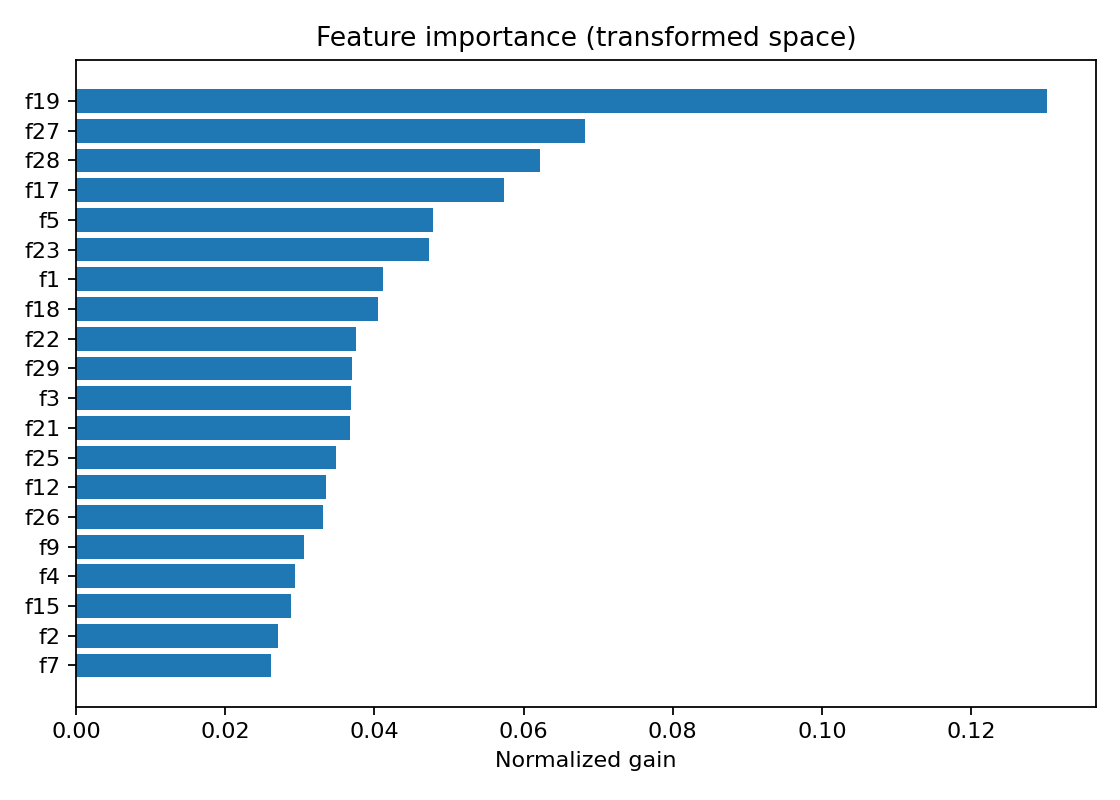 Feature importance (transformed space)
f19
f27
f28
f17
f5
f23
f1
f18
f22
f29
f3
f21
f25
f12
f26
f9
f4
f15
f2
f7
0.00 0.02 0.04 0.06 0.08 0.10 0.12
Normalized gain